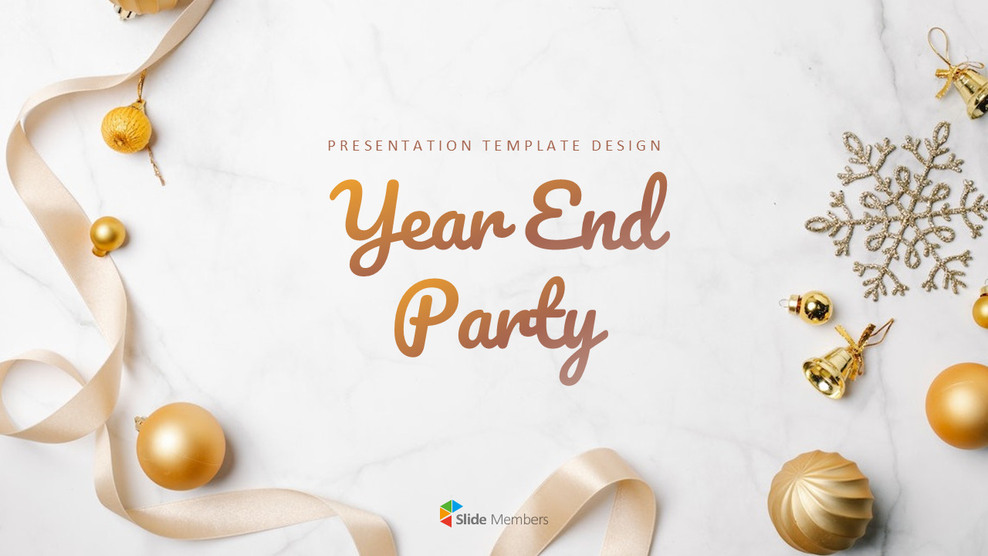 PRESENTATION TEMPLATE DESIGN
Year End
Party
Slide Members